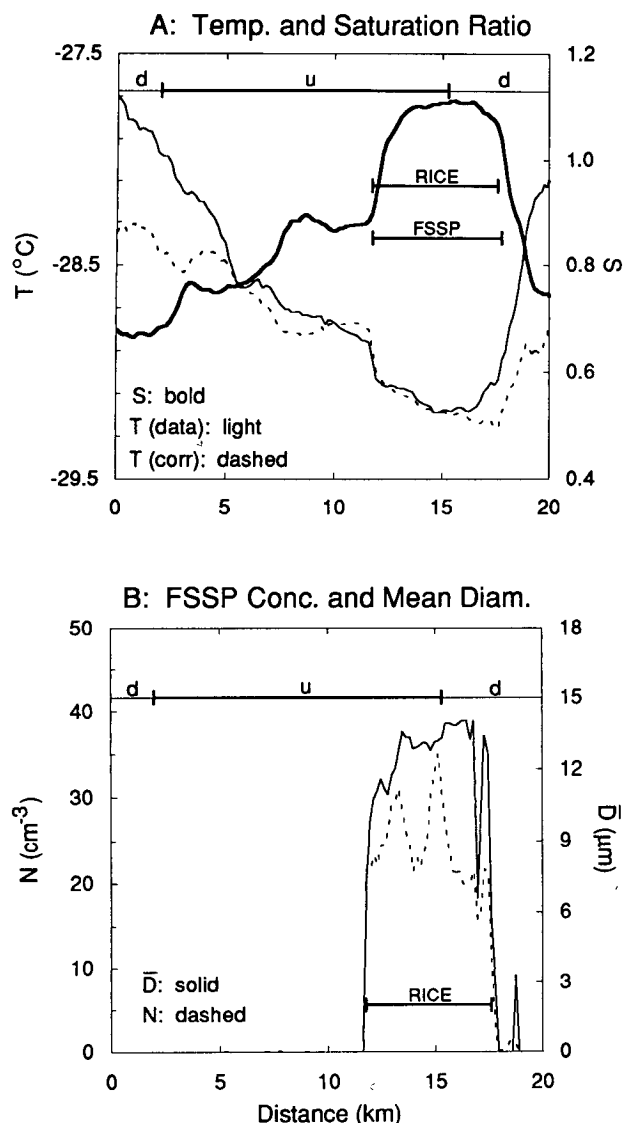 A: Temp. and Saturation Ratio
-27.5
1.2
d
u
d
1.0
RICE
FSSP
T (°C)
-28.5
0.8
S
0.6
S: bold
T (data): light
T (corr): dashed
-29.5
0.4
0
5
10
15
20
B: FSSP Conc. and Mean Diam.
50
18
d
u
d
15
40
12
30
N (cm-3)
9
D̅ (μm)
20
6
10
3
D̅: solid
N: dashed
RICE
0
0
0
5
10
15
20
Distance (km)